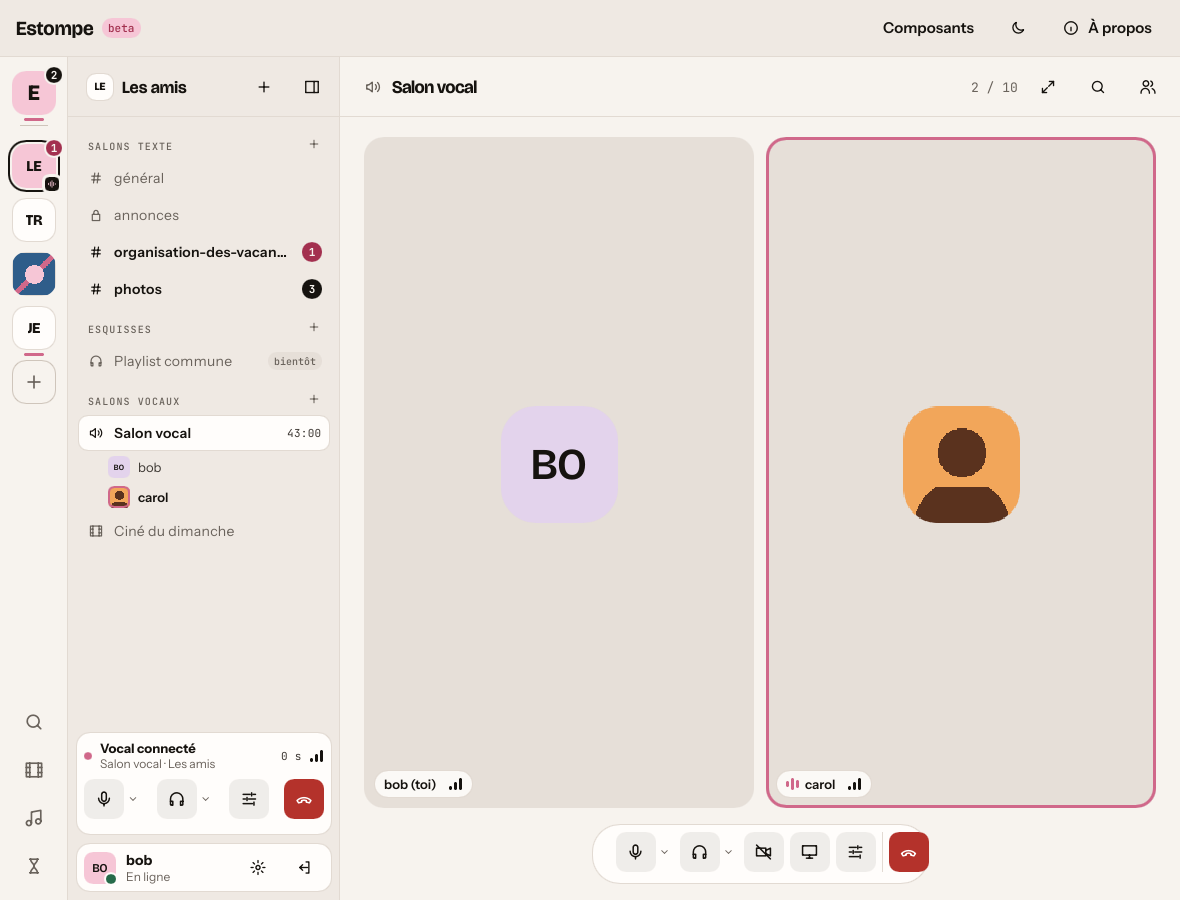 Estompe beta
Composants
À propos
E 2
LE 1
TR
JE
LE Les amis
SALONS TEXTE
# général
annonces
# organisation-des-vacan… 1
# photos 3
ESQUISSES
Playlist commune bientôt
SALONS VOCAUX
Salon vocal 43:00
BO bob
carol
Ciné du dimanche
Vocal connecté
Salon vocal · Les amis
0 s
BO bob
En ligne
Salon vocal
2 / 10
BO
bob (toi)
carol